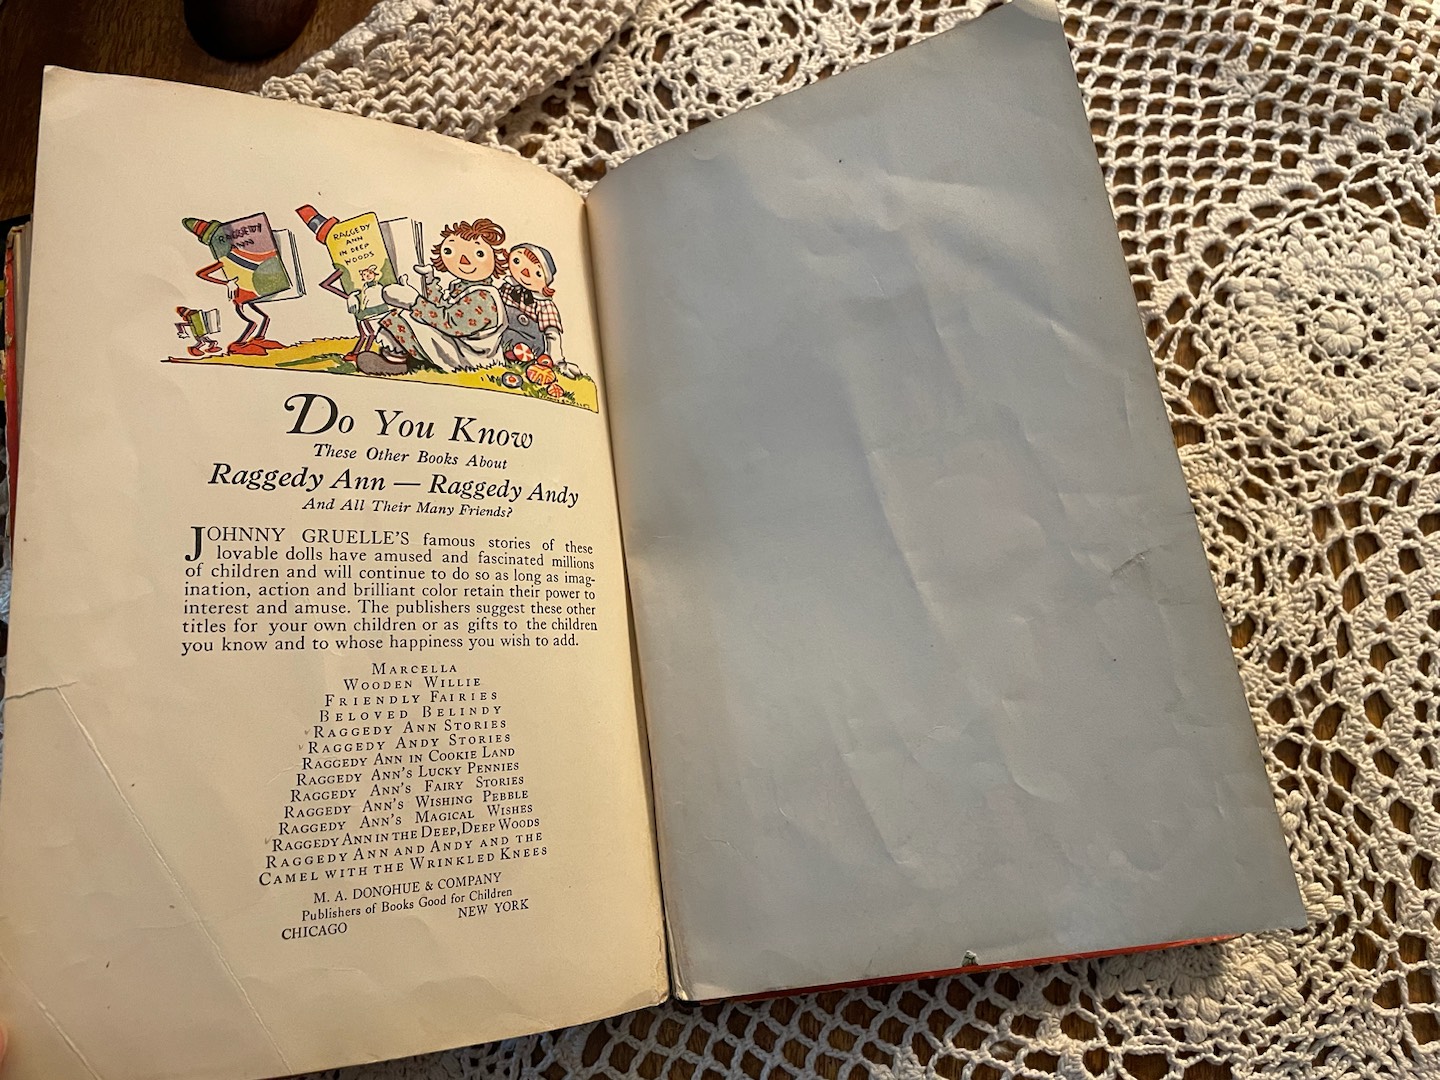 RAGGEDY
ANN
RAGGEDY
ANN
IN DEEP
WOODS
Do You Know
These Other Books About
Raggedy Ann — Raggedy Andy
And All Their Many Friends?
JOHNNY GRUELLE'S famous stories of these
lovable dolls have amused and fascinated millions
of children and will continue to do so as long as imag-
ination, action and brilliant color retain their power to
interest and amuse. The publishers suggest these other
titles for your own children or as gifts to the children
you know and to whose happiness you wish to add.
MARCELLA
WOODEN WILLIE
FRIENDLY FAIRIES
BELOVED BELINDY
RAGGEDY ANN STORIES
RAGGEDY ANDY STORIES
RAGGEDY ANN IN COOKIE LAND
RAGGEDY ANN'S LUCKY PENNIES
RAGGEDY ANN'S FAIRY STORIES
RAGGEDY ANN'S WISHING PEBBLE
RAGGEDY ANN'S MAGICAL WISHES
RAGGEDY ANN IN THE DEEP, DEEP WOODS
RAGGEDY ANN AND ANDY AND THE
CAMEL WITH THE WRINKLED KNEES
M. A. DONOHUE & COMPANY
Publishers of Books Good for Children
CHICAGO NEW YORK